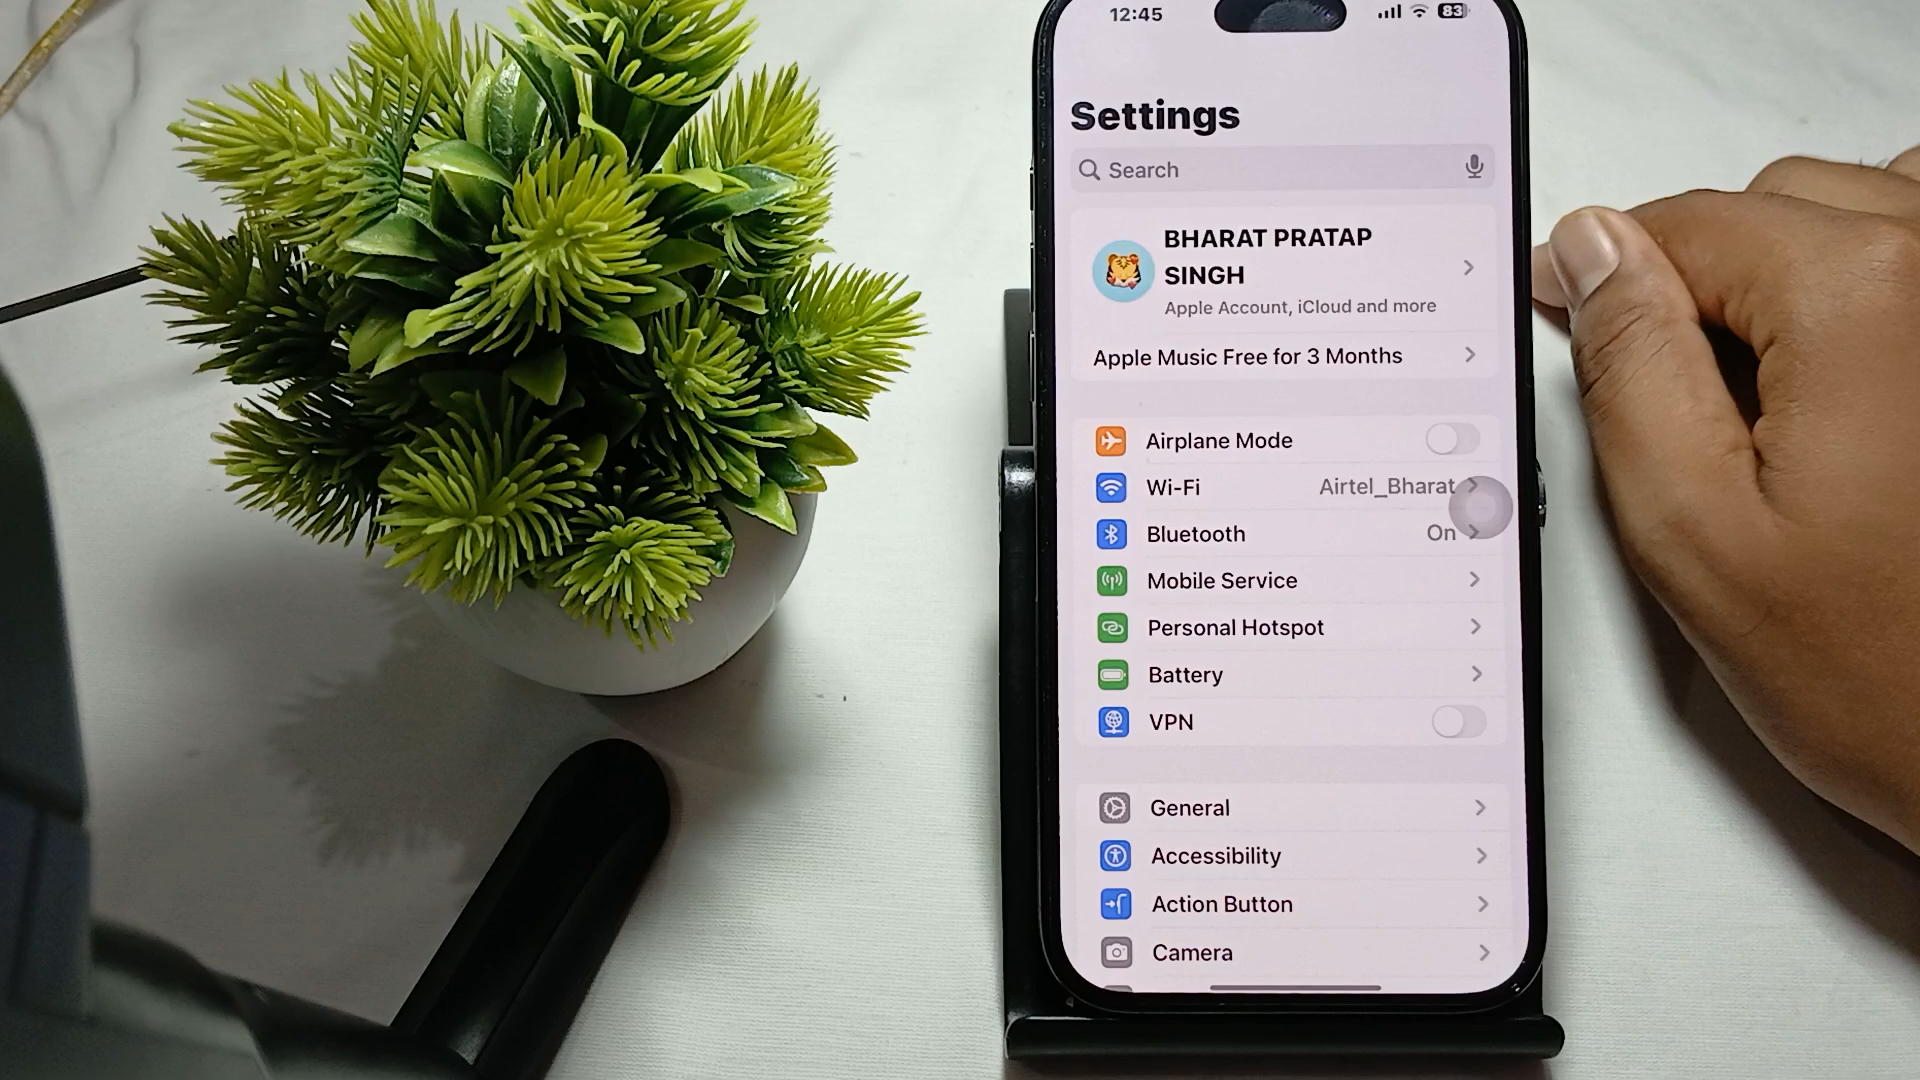 12:45
83
Settings
Search
BHARAT PRATAP
SINGH
Apple Account, iCloud and more
Apple Music Free for 3 Months
Airplane Mode
Wi-Fi Airtel_Bharat
Bluetooth On
Mobile Service
Personal Hotspot
Battery
VPN
General
Accessibility
Action Button
Camera